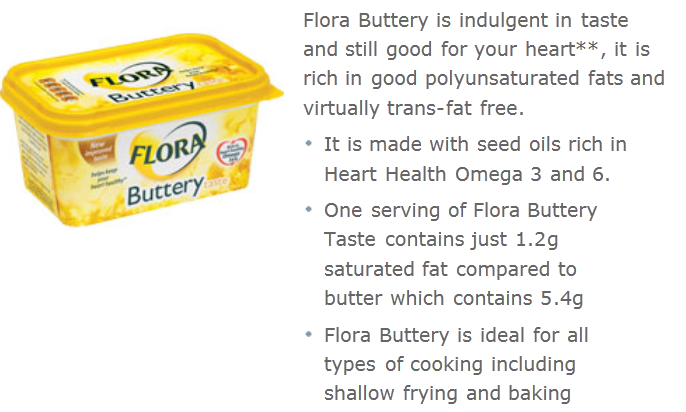 FLORA
Buttery
New
improved
taste
FLORA
helps keep
your
heart healthy*
Buttery taste
Flora Buttery is indulgent in taste
and still good for your heart**, it is
rich in good polyunsaturated fats and
virtually trans-fat free.
• It is made with seed oils rich in
Heart Health Omega 3 and 6.
• One serving of Flora Buttery
Taste contains just 1.2g
saturated fat compared to
butter which contains 5.4g
• Flora Buttery is ideal for all
types of cooking including
shallow frying and baking